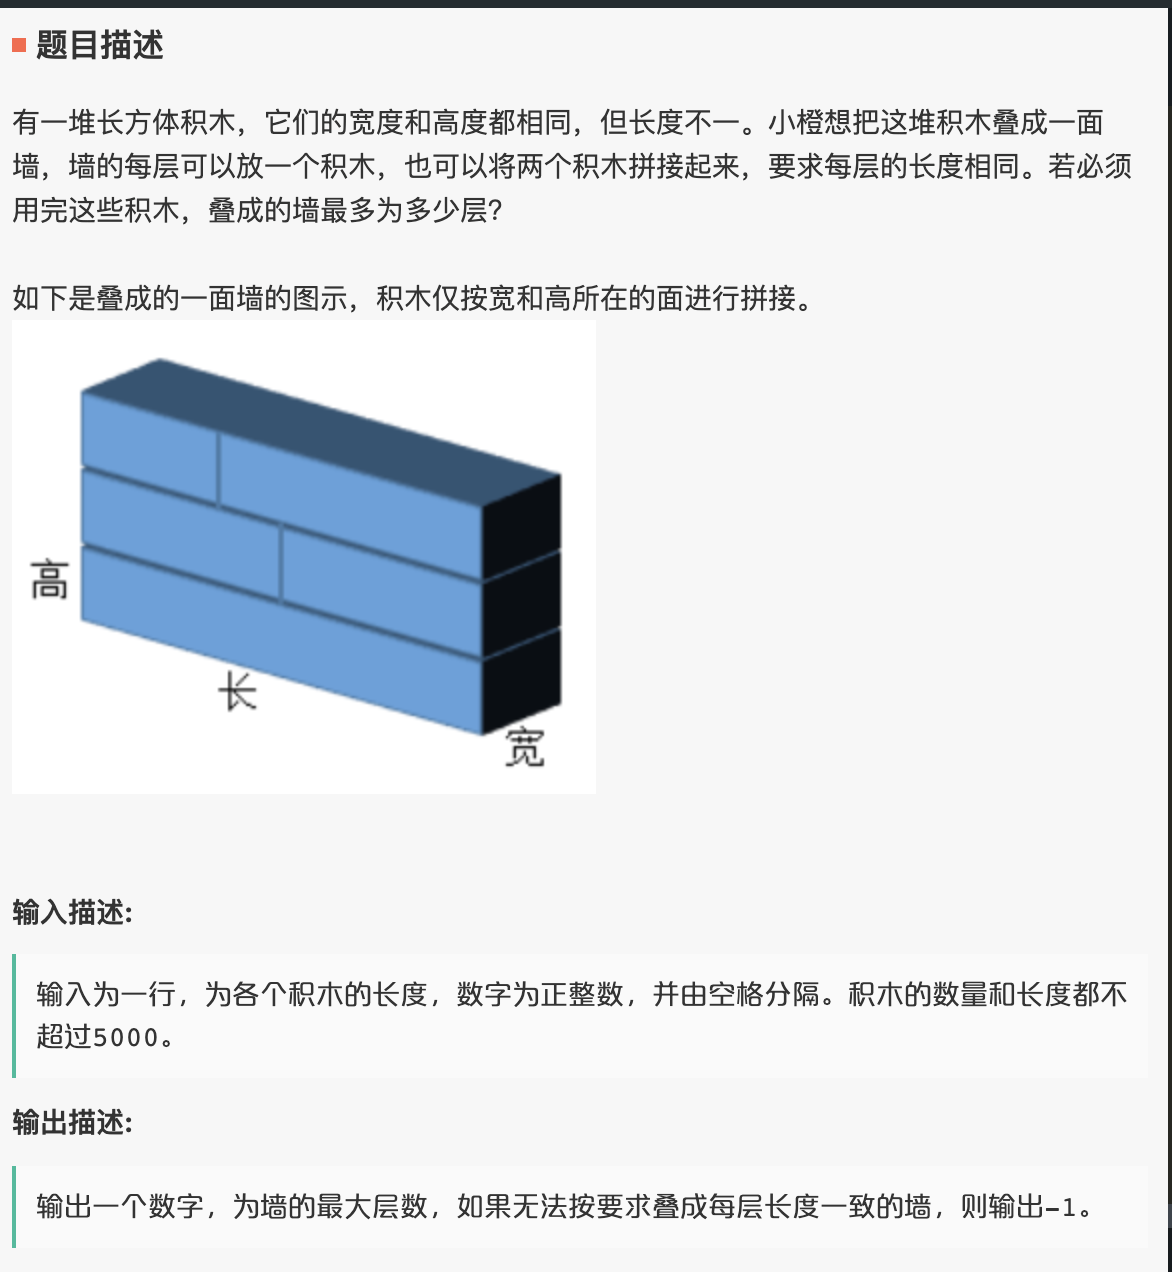 题目描述
有一堆长方体积木，它们的宽度和高度都相同，但长度不一。小橙想把这堆积木叠成一面
墙，墙的每层可以放一个积木，也可以将两个积木拼接起来，要求每层的长度相同。若必须
用完这些积木，叠成的墙最多为多少层？
如下是叠成的一面墙的图示，积木仅按宽和高所在的面进行拼接。
高
长
宽
输入描述:
输入为一行，为各个积木的长度，数字为正整数，并由空格分隔。积木的数量和长度都不
超过5000。
输出描述:
输出一个数字，为墙的最大层数，如果无法按要求叠成每层长度一致的墙，则输出-1。